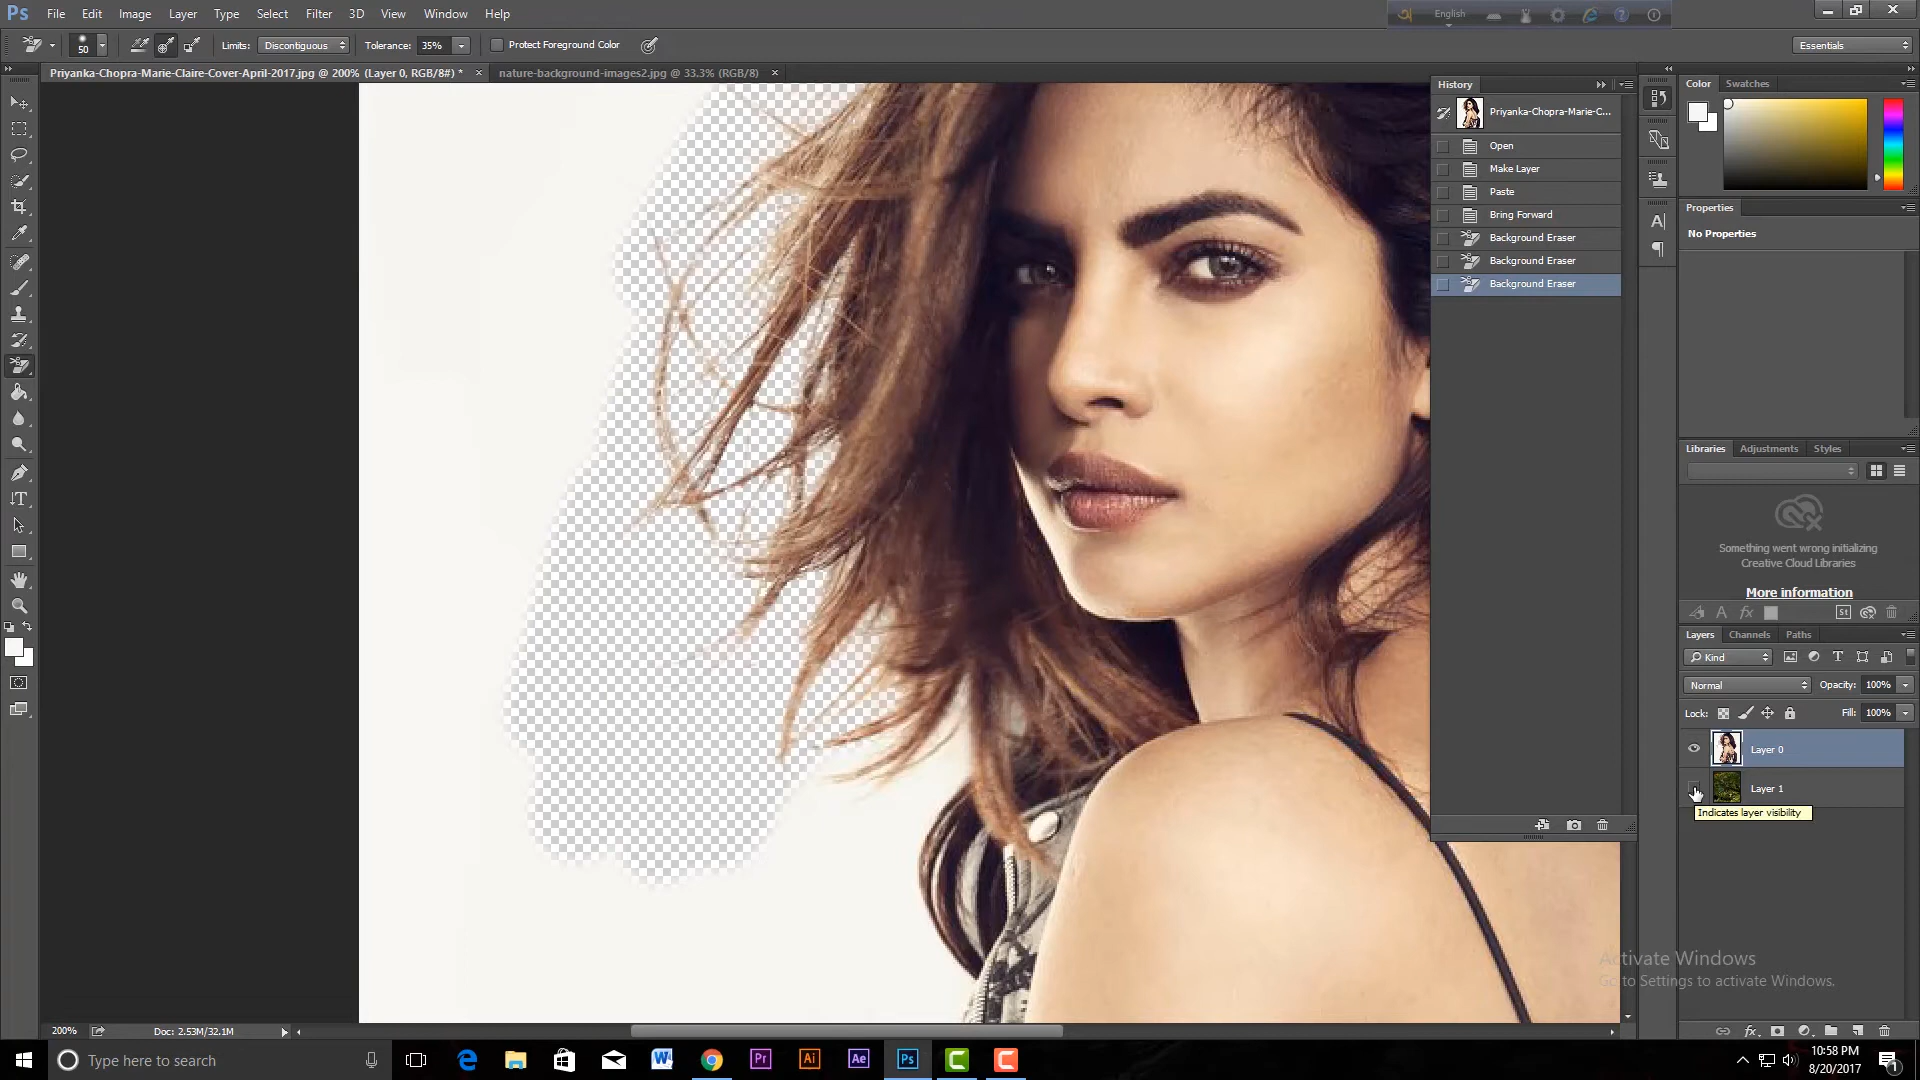 Ps File Edit Image Layer Type Select Filter 3D View Window Help
English
50 Limits: Discontiguous Tolerance: 35% Protect Foreground Color Essentials
Priyanka-Chopra-Marie-Claire-Cover-April-2017.jpg @ 200% (Layer 0, RGB/8#) * × nature-background-images2.jpg @ 33.3% (RGB/8) ×
History
Priyanka-Chopra-Marie-C...
Open
Make Layer
Paste
Bring Forward
Background Eraser
Background Eraser
Background Eraser
Color Swatches
Properties
No Properties
Libraries Adjustments Styles
Something went wrong initializing
Creative Cloud Libraries
More information
Layers Channels Paths
Kind
Normal Opacity: 100%
Lock: Fill: 100%
Layer 0
Layer 1
Indicates layer visibility
Activate Windows
Go to Settings to activate Windows.
200% Doc: 2.53M/32.1M
Type here to search
Pr Ai Ae Ps
10:58 PM
8/20/2017